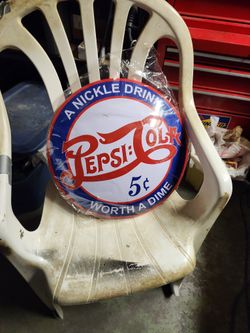 A NICKLE DRINK
PEPSI:COLA
5¢
WORTH A DIME